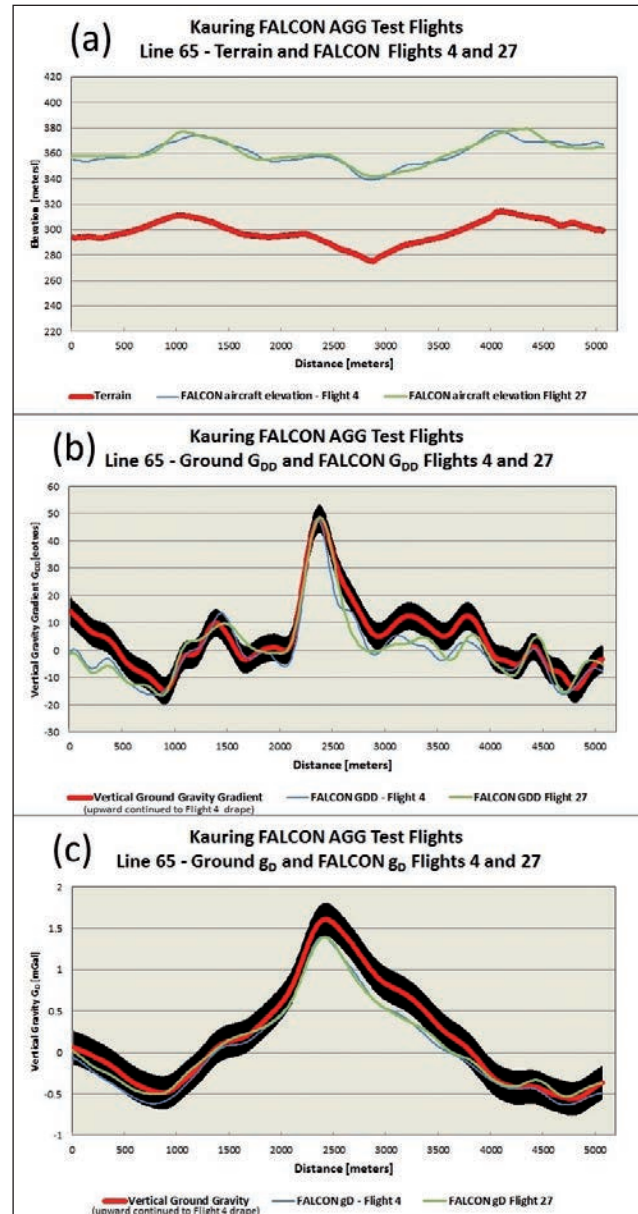 (a)
Kauring FALCON AGG Test Flights
Line 65 - Terrain and FALCON Flights 4 and 27
420
400
380
360
340
320
300
280
260
240
220
Elevation [meters]
0 500 1000 1500 2000 2500 3000 3500 4000 4500 5000
Distance [meters]
Terrain FALCON aircraft elevation - Flight 4 FALCON aircraft elevation Flight 27
(b)
Kauring FALCON AGG Test Flights
Line 65 - Ground GDD and FALCON GDD Flights 4 and 27
60
50
40
30
20
10
0
-10
-20
-30
Vertical Gravity Gradient GDD [eotvos]
0 500 1000 1500 2000 2500 3000 3500 4000 4500 5000
Distance [meters]
Vertical Ground Gravity Gradient FALCON GDD - Flight 4 FALCON GDD Flight 27
(upward continued to Flight 4 drape)
(c)
Kauring FALCON AGG Test Flights
Line 65 - Ground gD and FALCON gD Flights 4 and 27
2
1.5
1
0.5
0
-0.5
-1
Vertical Gravity GD [mGal]
0 500 1000 1500 2000 2500 3000 3500 4000 4500 5000
Distance [meters]
Vertical Ground Gravity FALCON gD - Flight 4 FALCON gD Flight 27
(upward continued to Flight 4 drape)